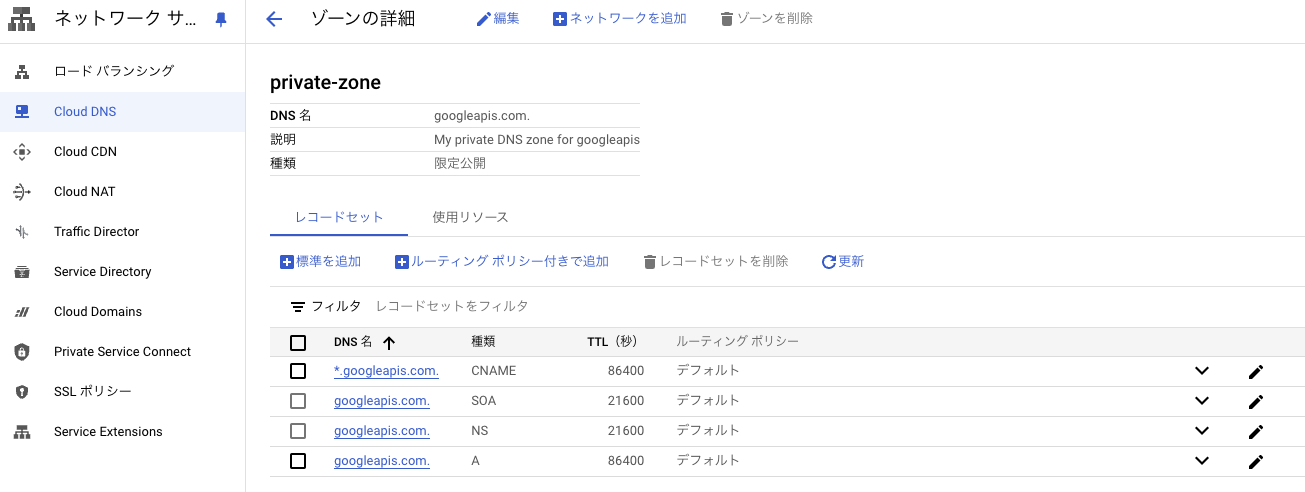 ネットワーク サ...
ゾーンの詳細
編集
ネットワークを追加
ゾーンを削除
ロード バランシング
Cloud DNS
Cloud CDN
Cloud NAT
Traffic Director
Service Directory
Cloud Domains
Private Service Connect
SSL ポリシー
Service Extensions
private-zone
DNS 名 googleapis.com.
説明 My private DNS zone for googleapis
種類 限定公開
レコードセット 使用リソース
標準を追加 ルーティング ポリシー付きで追加 レコードセットを削除 更新
フィルタ レコードセットをフィルタ
DNS 名 種類 TTL（秒） ルーティング ポリシー
*.googleapis.com. CNAME 86400 デフォルト
googleapis.com. SOA 21600 デフォルト
googleapis.com. NS 21600 デフォルト
googleapis.com. A 86400 デフォルト